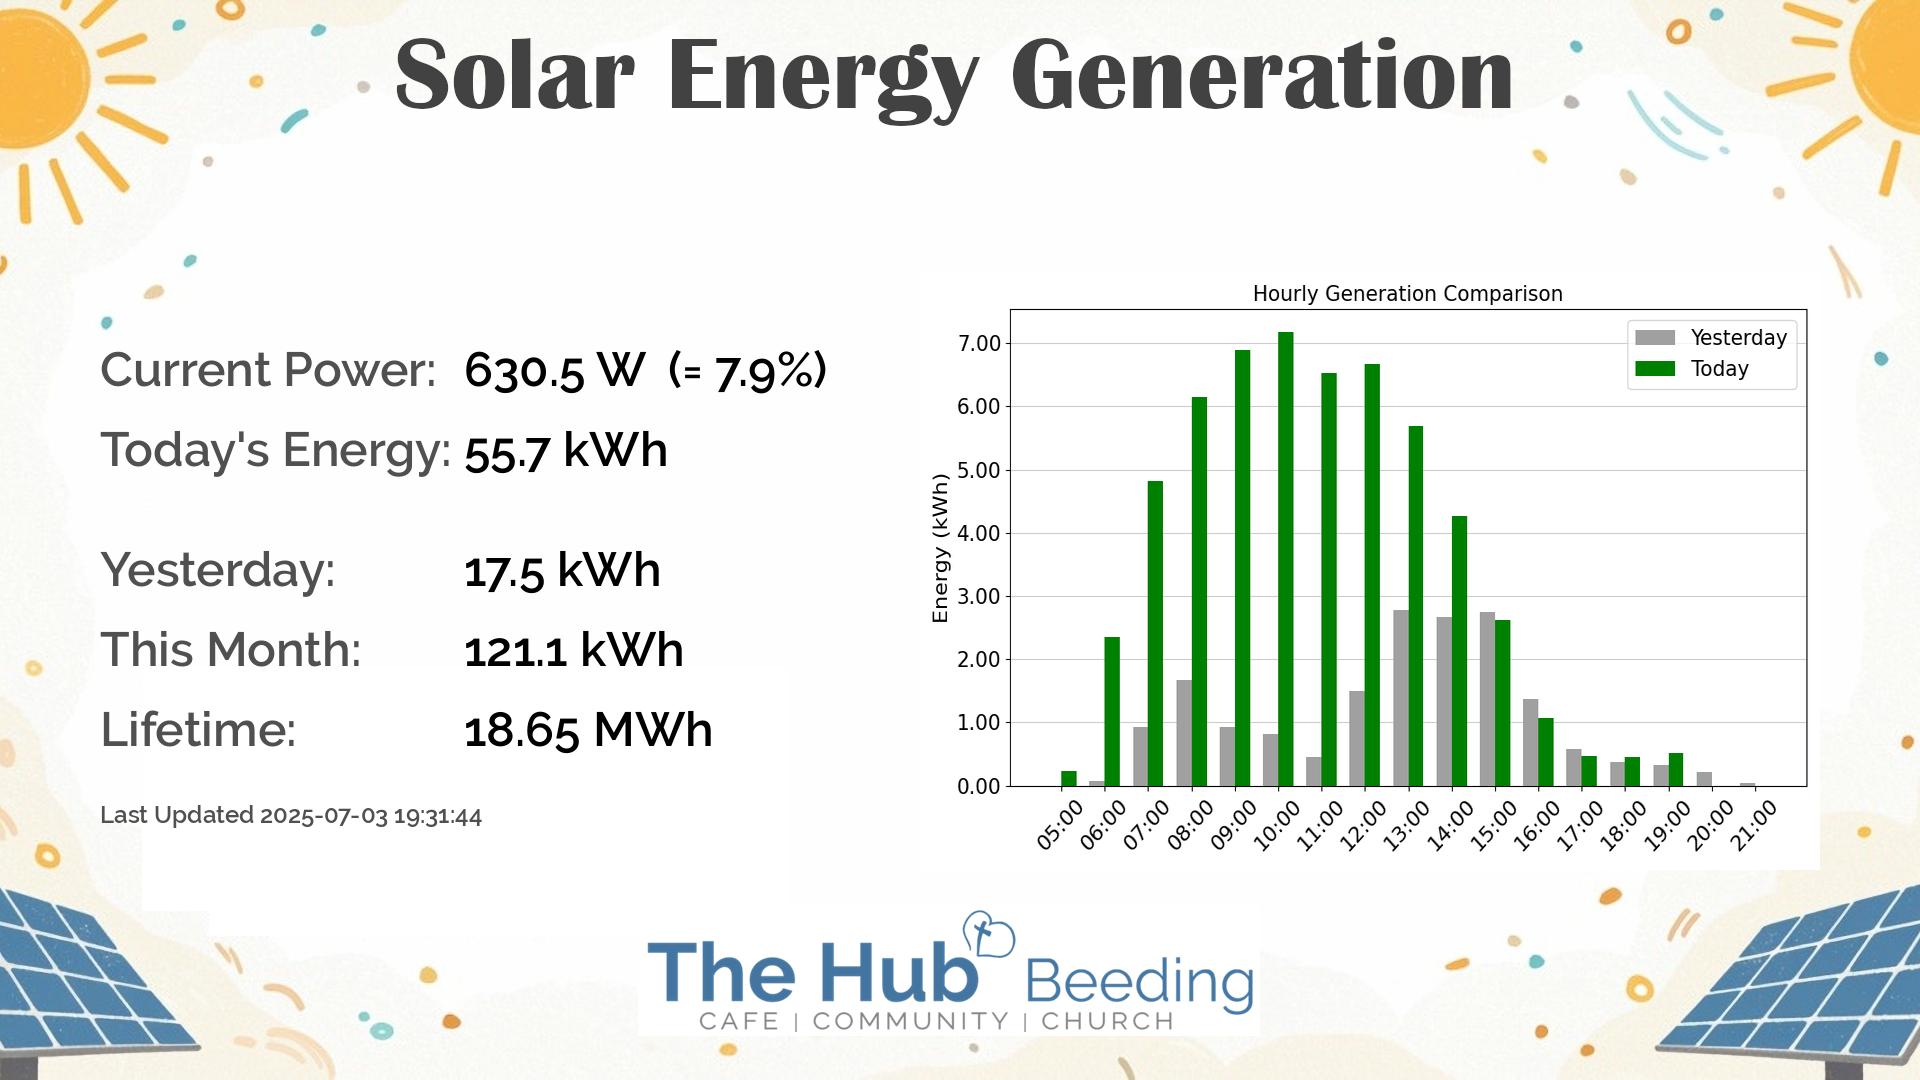 Solar Energy Generation
Current Power: 630.5 W (= 7.9%)
Today's Energy: 55.7 kWh
Yesterday: 17.5 kWh
This Month: 121.1 kWh
Lifetime: 18.65 MWh
Last Updated 2025-07-03 19:31:44
Hourly Generation Comparison
Yesterday
Today
Energy (kWh)
7.00
6.00
5.00
4.00
3.00
2.00
1.00
0.00
05:00 06:00 07:00 08:00 09:00 10:00 11:00 12:00 13:00 14:00 15:00 16:00 17:00 18:00 19:00 20:00 21:00
The Hub Beeding
CAFE | COMMUNITY | CHURCH